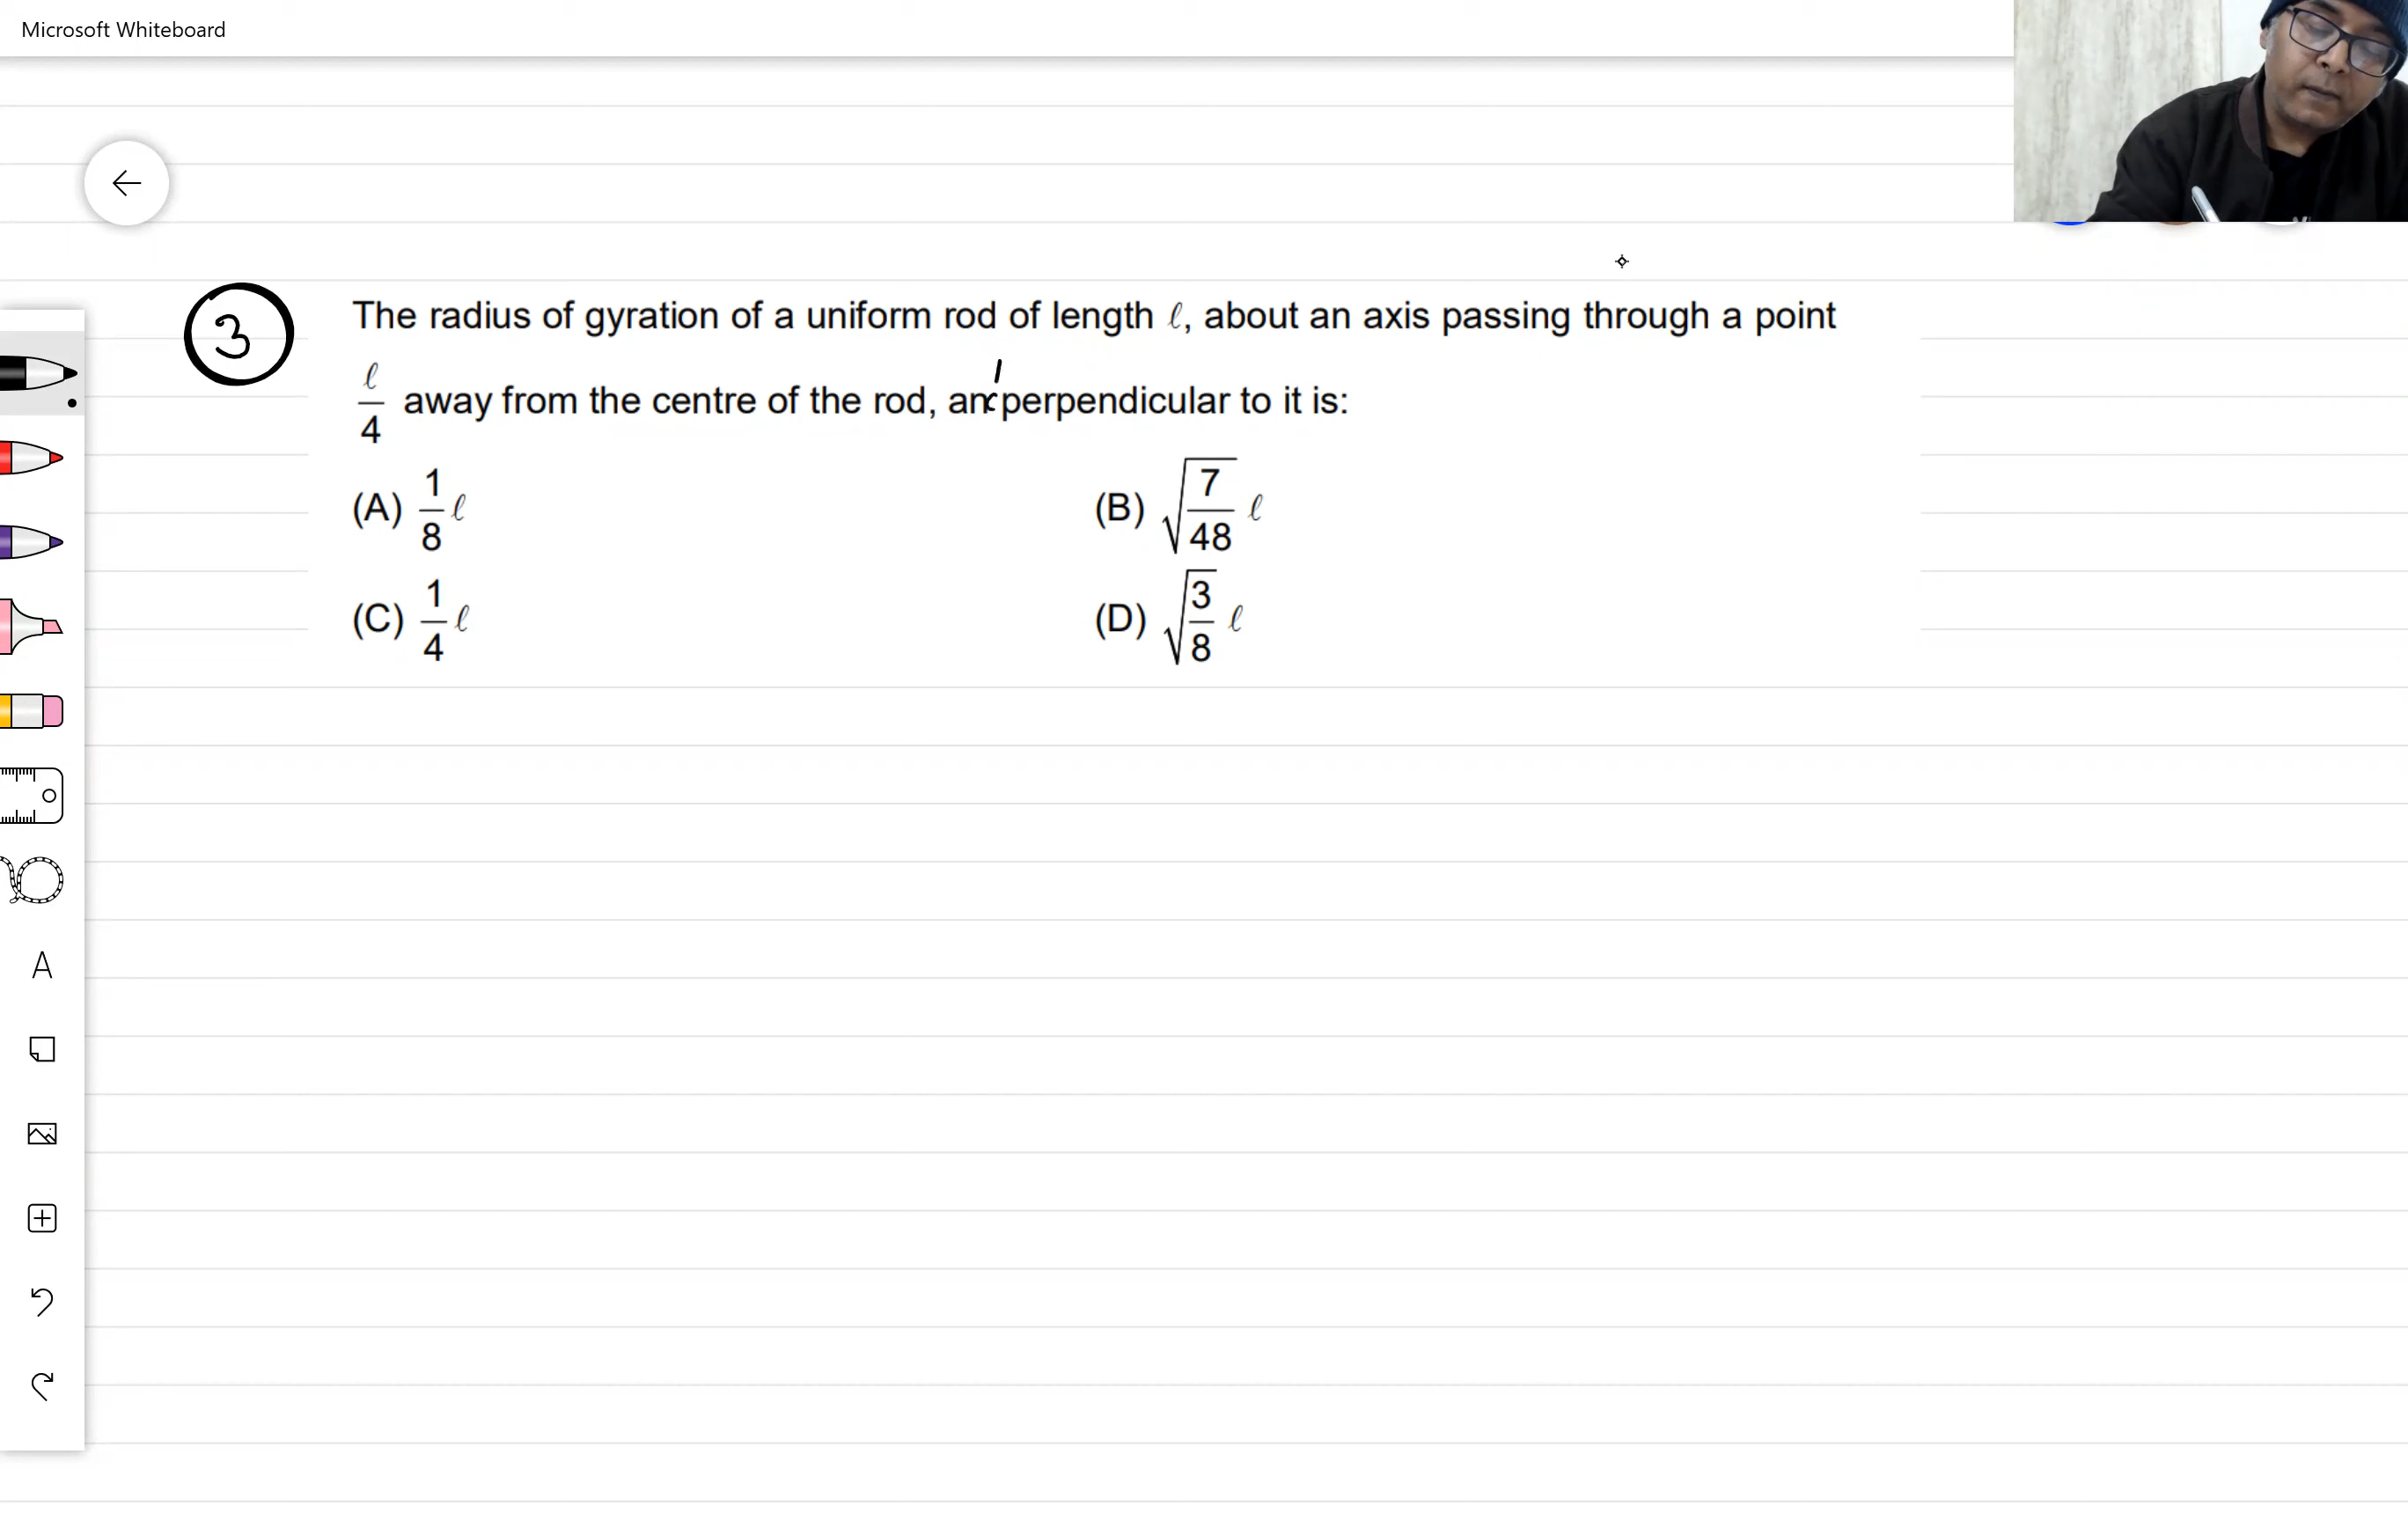 Microsoft Whiteboard
3
The radius of gyration of a uniform rod of length ℓ, about an axis passing through a point
ℓ/4 away from the centre of the rod, and perpendicular to it is:
(A) 1/8 ℓ (B) √(7/48) ℓ
(C) 1/4 ℓ (D) √(3/8) ℓ
A